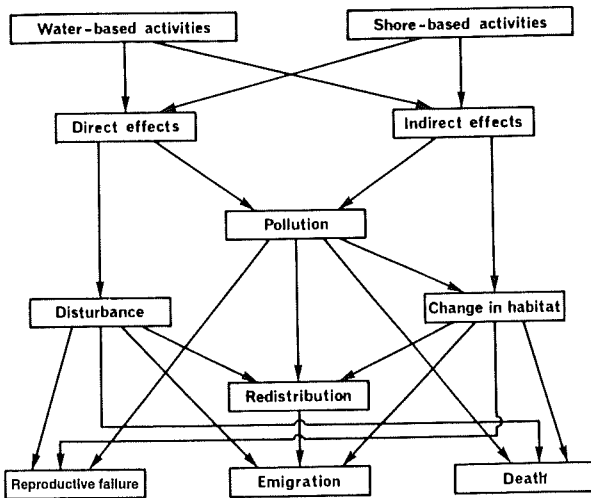 Water-based activities
Shore-based activities
Direct effects
Indirect effects
Pollution
Disturbance
Change in habitat
Redistribution
Reproductive failure
Emigration
Death